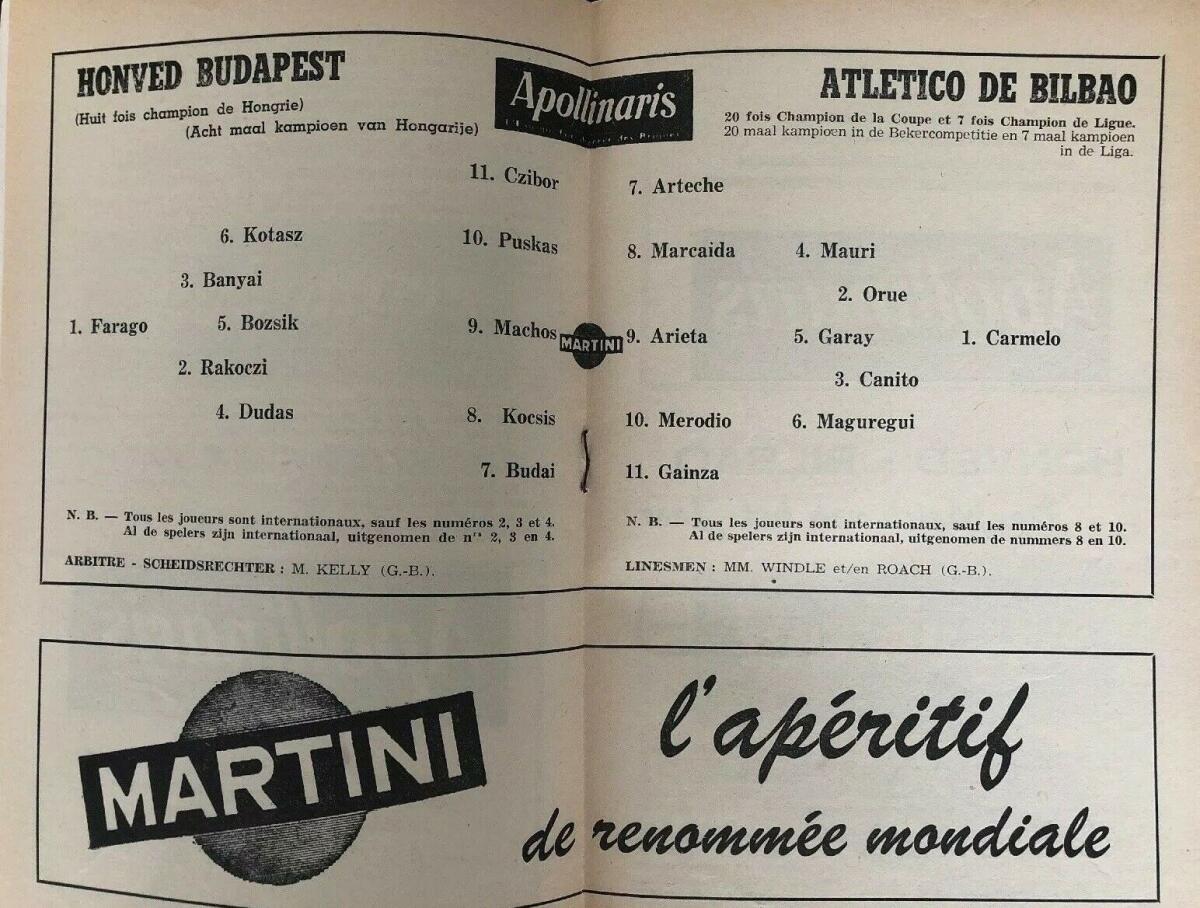 HONVED BUDAPEST
(Huit fois champion de Hongrie)
(Acht maal kampioen van Hongarije)
11. Czibor
6. Kotasz
10. Puskas
3. Banyai
1. Farago
5. Bozsik
9. Machos
2. Rakoczi
4. Dudas
8. Kocsis
7. Budai
N. B. — Tous les joueurs sont internationaux, sauf les numéros 2, 3 et 4.
Al de spelers zijn internationaal, uitgenomen de nrs 2, 3 en 4.
ARBITRE - SCHEIDSRECHTER : M. KELLY (G.-B.).
Apollinaris
MARTINI
ATLETICO DE BILBAO
20 fois Champion de la Coupe et 7 fois Champion de Ligue.
20 maal kampioen in de Bekercompetitie en 7 maal kampioen
in de Liga.
7. Arteche
8. Marcaida
4. Mauri
2. Orue
9. Arieta
5. Garay
1. Carmelo
3. Canito
10. Merodio
6. Maguregui
11. Gainza
N. B. — Tous les joueurs sont internationaux, sauf les numéros 8 et 10.
Al de spelers zijn internationaal, uitgenomen de nummers 8 en 10.
LINESMEN : MM. WINDLE et/en ROACH (G.-B.).
MARTINI
l'apéritif
de renommée mondiale